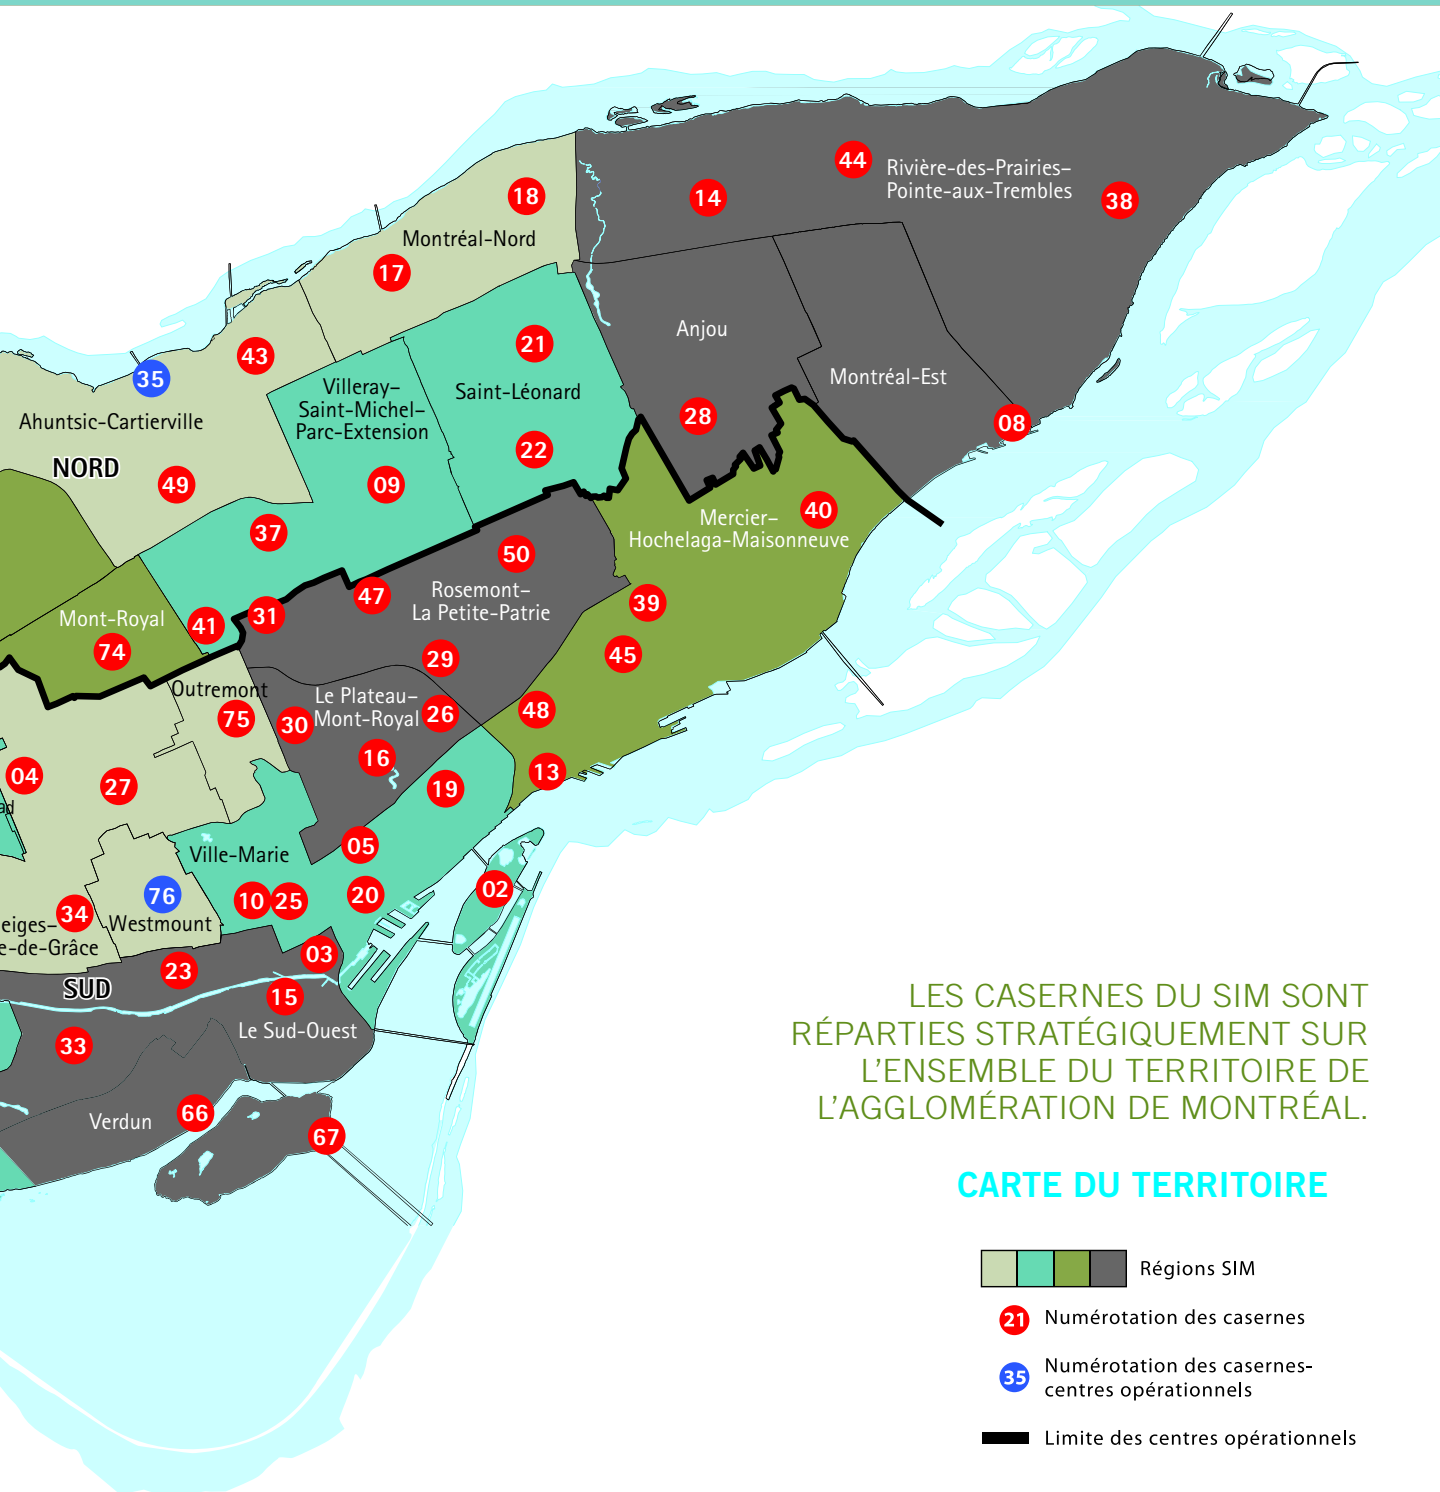 44
Rivière-des-Prairies–
Pointe-aux-Trembles
18
14
38
Montréal-Nord
17
Anjou
21
43
35
Montréal-Est
Villeray–
Saint-Michel–
Parc-Extension
Saint-Léonard
28
08
Ahuntsic-Cartierville
22
NORD
49
09
40
Mercier–
Hochelaga-Maisonneuve
37
50
47
Rosemont–
La Petite-Patrie
39
31
Mont-Royal
41
74
45
29
Outremont
Le Plateau–
Mont-Royal
75
30
26
48
16
04
27
19
13
ad
05
Ville-Marie
76
10
25
20
02
34
eiges–
e-de-Grâce
Westmount
03
23
SUD
15
Le Sud-Ouest
33
Verdun
66
67
LES CASERNES DU SIM SONT
RÉPARTIES STRATÉGIQUEMENT SUR
L’ENSEMBLE DU TERRITOIRE DE
L’AGGLOMÉRATION DE MONTRÉAL.
CARTE DU TERRITOIRE
Régions SIM
21 Numérotation des casernes
35 Numérotation des casernes-
centres opérationnels
Limite des centres opérationnels